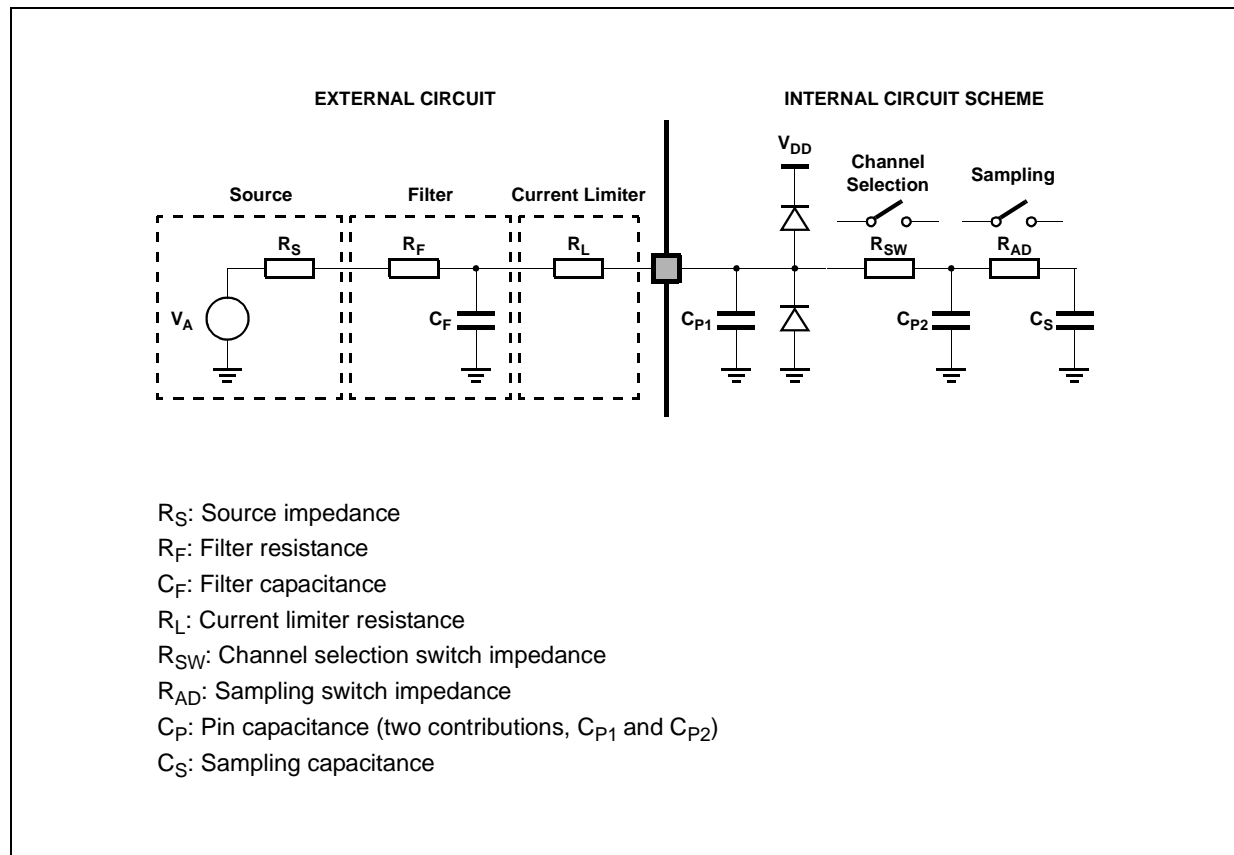 EXTERNAL CIRCUIT
INTERNAL CIRCUIT SCHEME
VDD
Channel
Selection
Sampling
Source
Filter
Current Limiter
RS
RF
RL
RSW
RAD
VA
CF
CP1
CP2
CS
RS: Source impedance
RF: Filter resistance
CF: Filter capacitance
RL: Current limiter resistance
RSW: Channel selection switch impedance
RAD: Sampling switch impedance
CP: Pin capacitance (two contributions, CP1 and CP2)
CS: Sampling capacitance